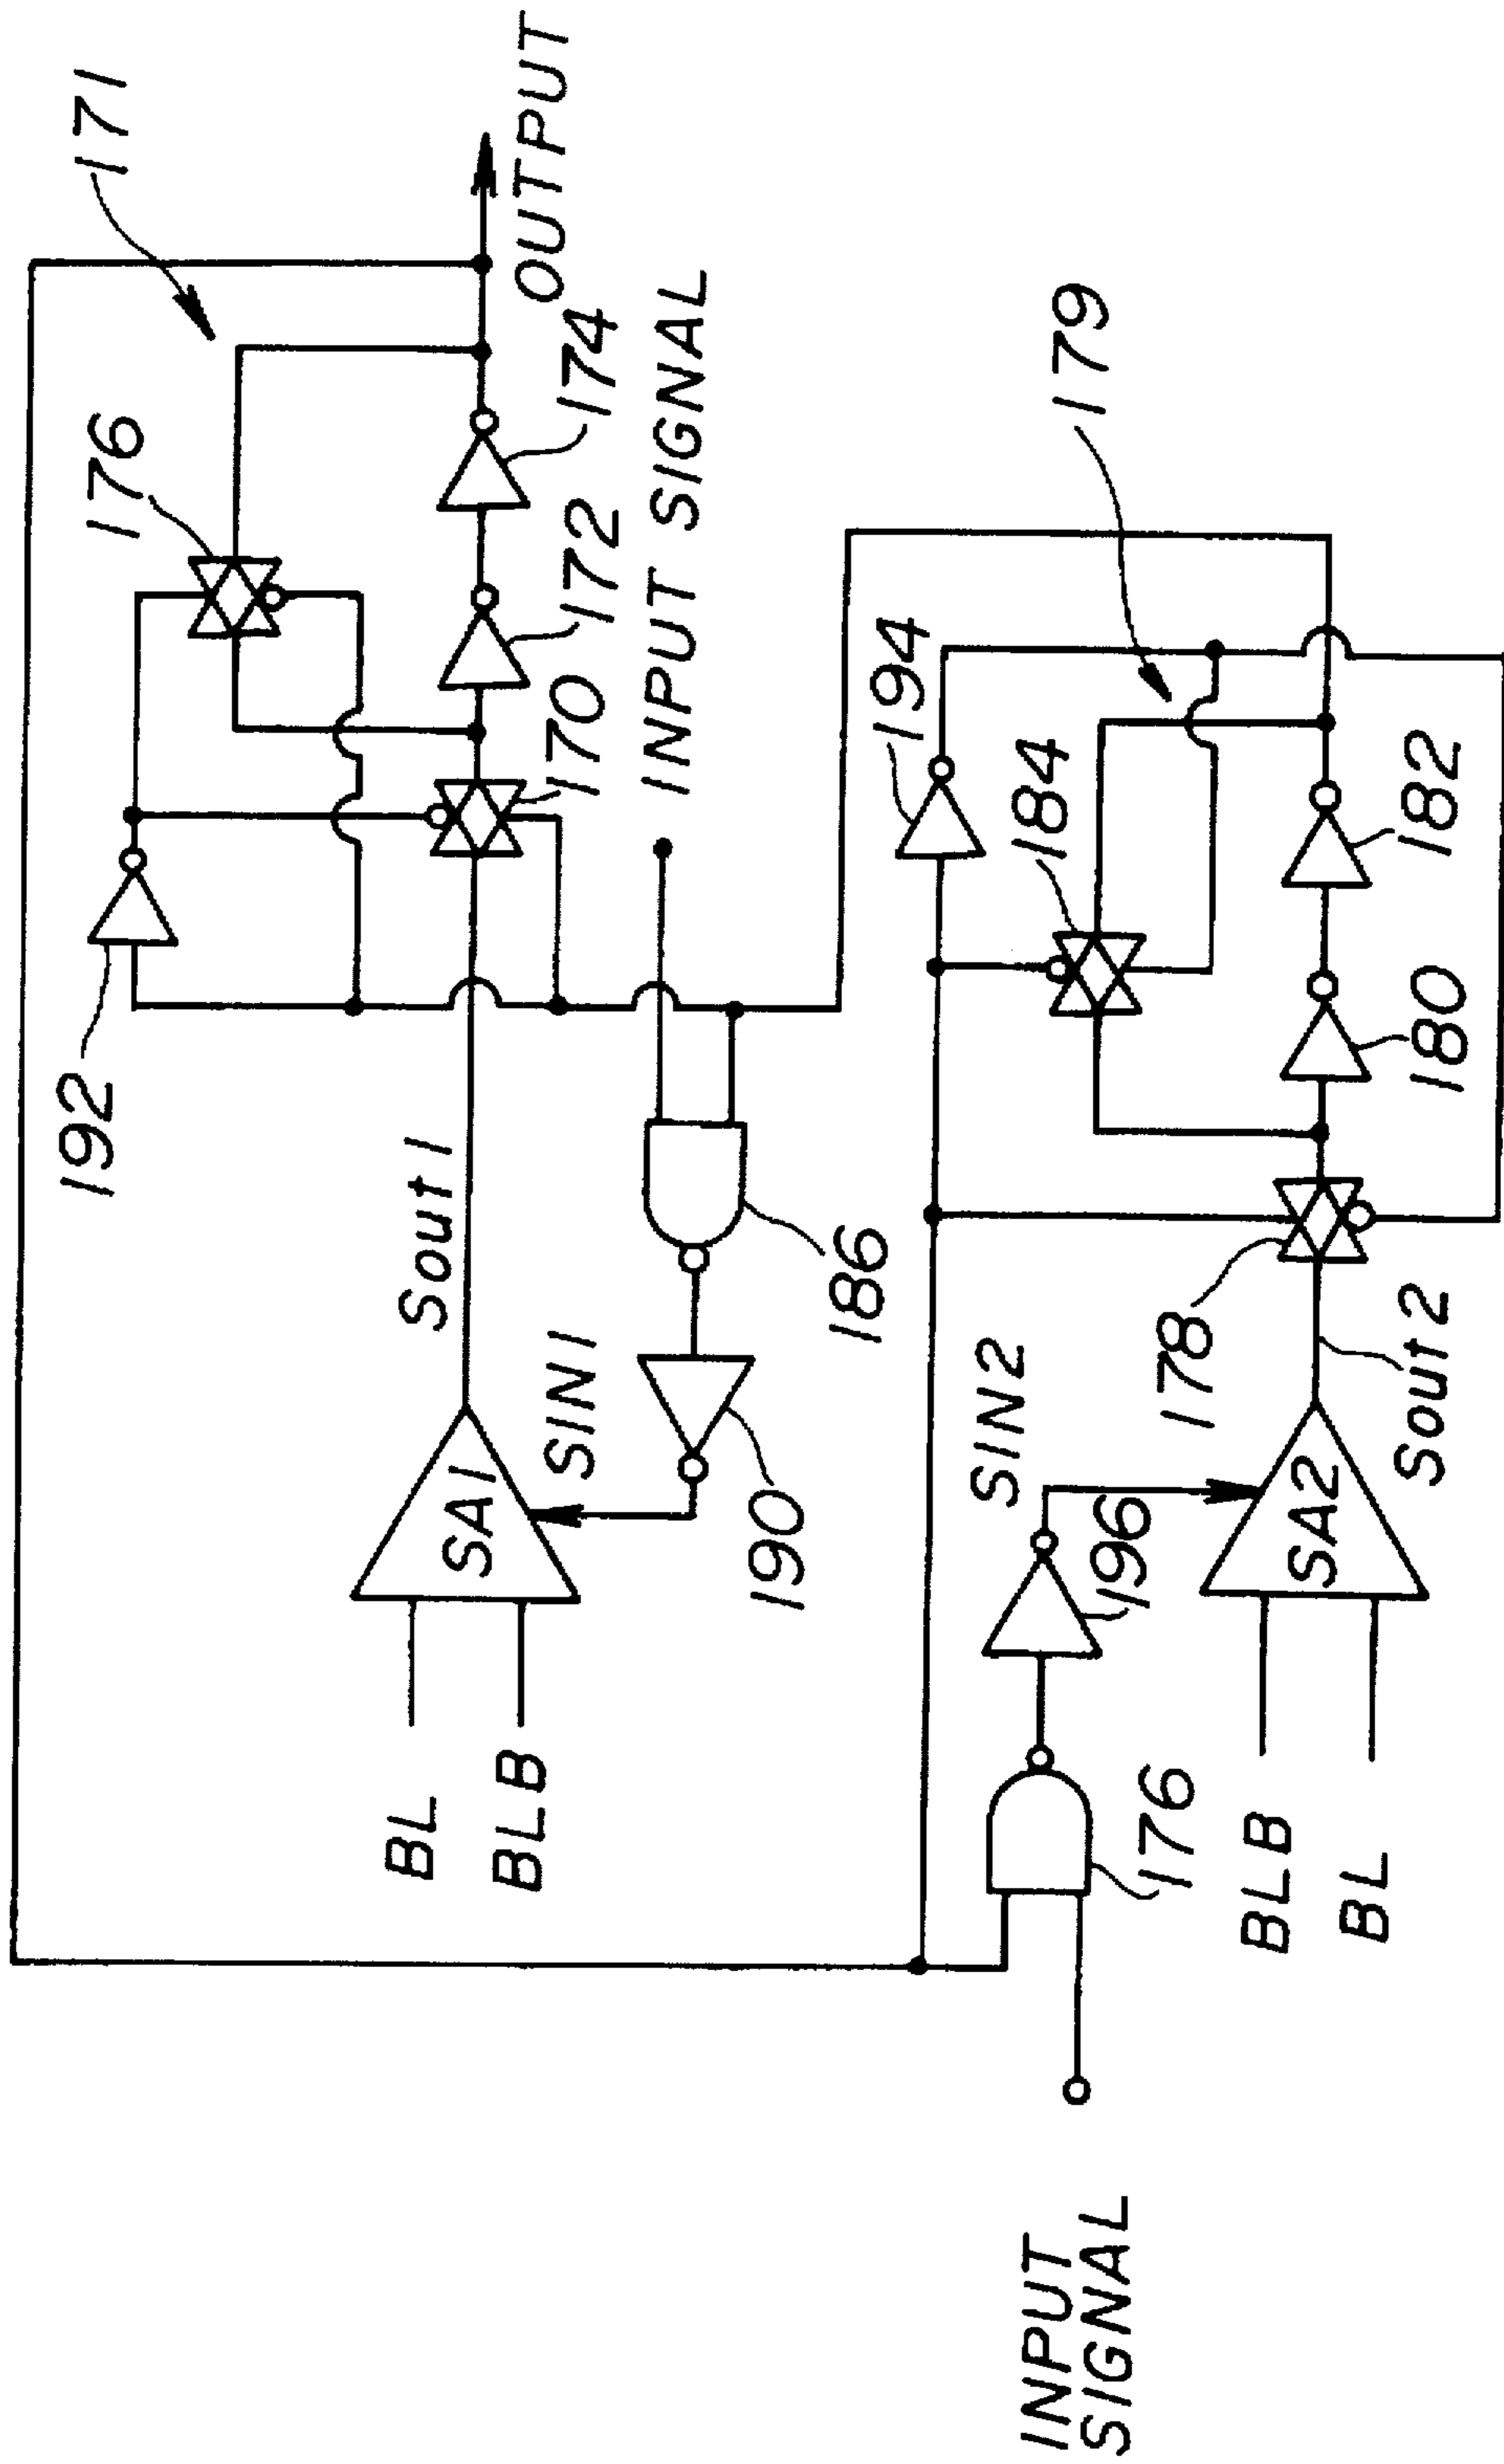 171
176
192
174
OUTPUT
172
170
INPUT SIGNAL
Sout1
BL
BLB
SA1
SIN1
186
190
179
194
184
182
180
SIN2
178
196
SA2
Sout2
176
BLB
BL
INPUT
SIGNAL